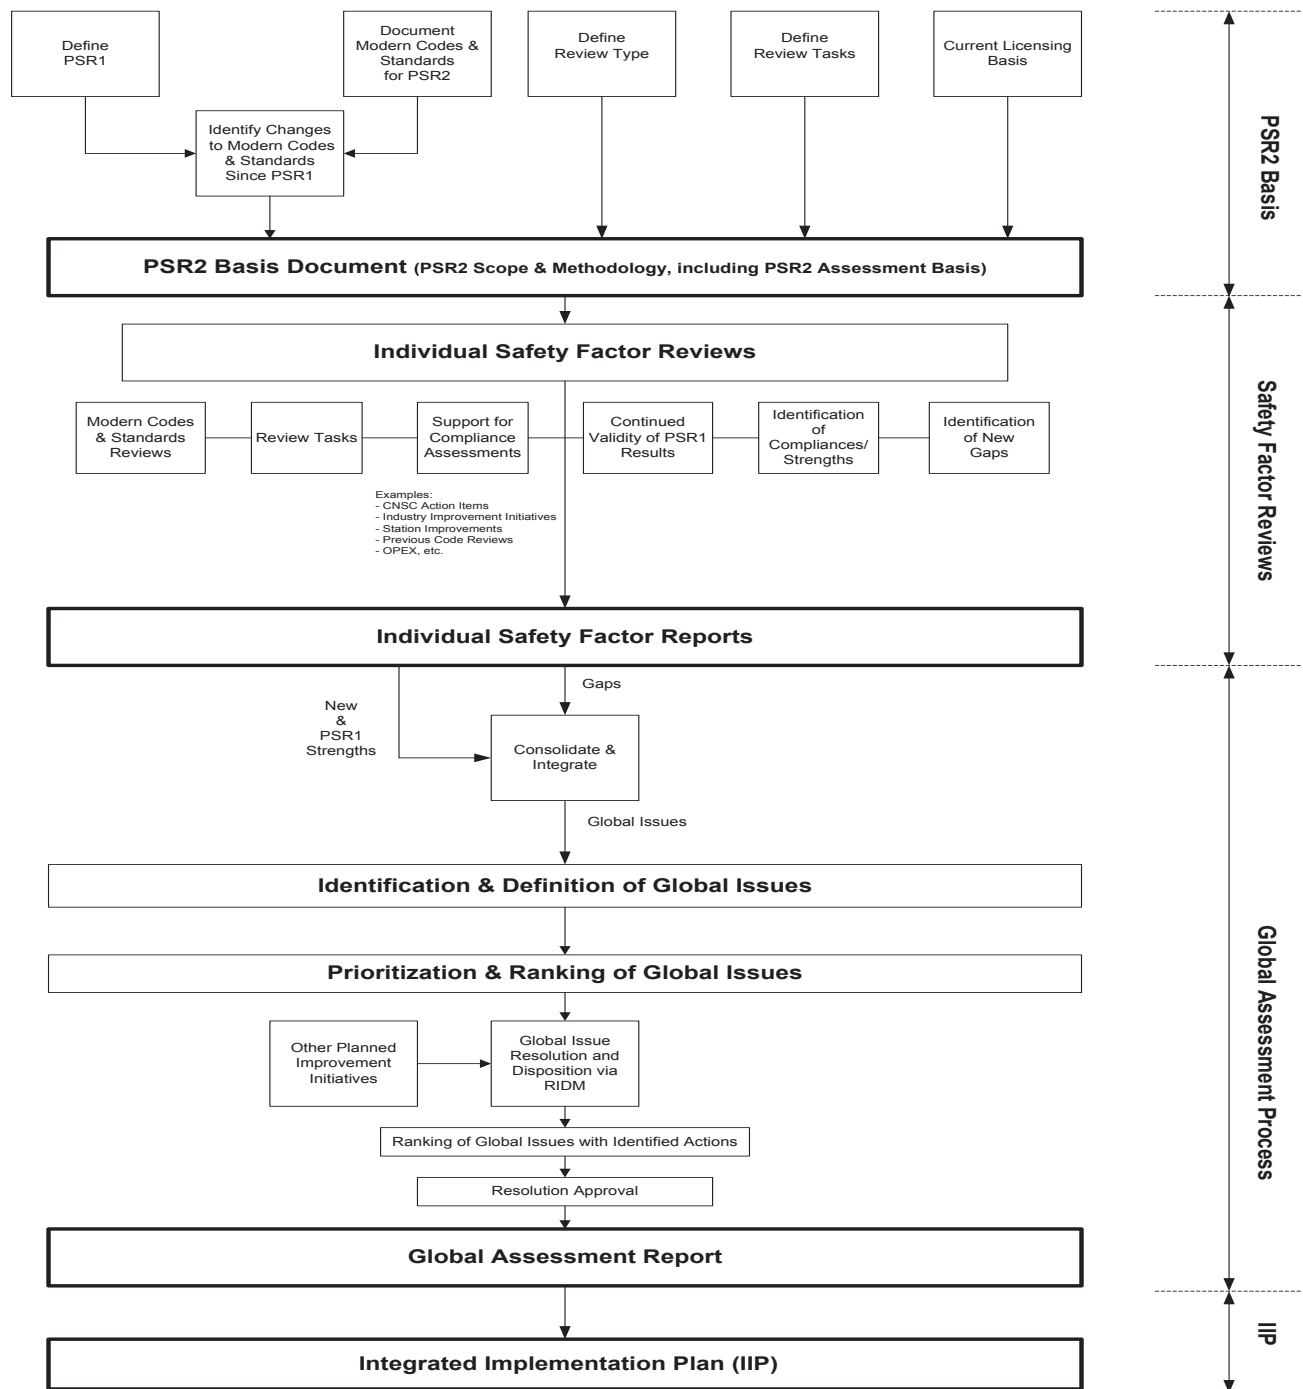 Define
PSR1
Document
Modern Codes &
Standards
for PSR2
Define
Review Type
Define
Review Tasks
Current Licensing
Basis
Identify Changes
to Modern Codes
& Standards
Since PSR1
PSR2 Basis
PSR2 Basis Document (PSR2 Scope & Methodology, including PSR2 Assessment Basis)
Individual Safety Factor Reviews
Modern Codes
& Standards
Reviews
Review Tasks
Support for
Compliance
Assessments
Continued
Validity of PSR1
Results
Identification
of
Compliances/
Strengths
Identification
of New
Gaps
Safety Factor Reviews
Examples:
- CNSC Action Items
- Industry Improvement Initiatives
- Station Improvements
- Previous Code Reviews
- OPEX, etc.
Individual Safety Factor Reports
Gaps
New
&
PSR1
Strengths
Consolidate &
Integrate
Global Issues
Identification & Definition of Global Issues
Prioritization & Ranking of Global Issues
Other Planned
Improvement
Initiatives
Global Issue
Resolution and
Disposition via
RIDM
Ranking of Global Issues with Identified Actions
Resolution Approval
Global Assessment Process
Global Assessment Report
Integrated Implementation Plan (IIP)
IIP